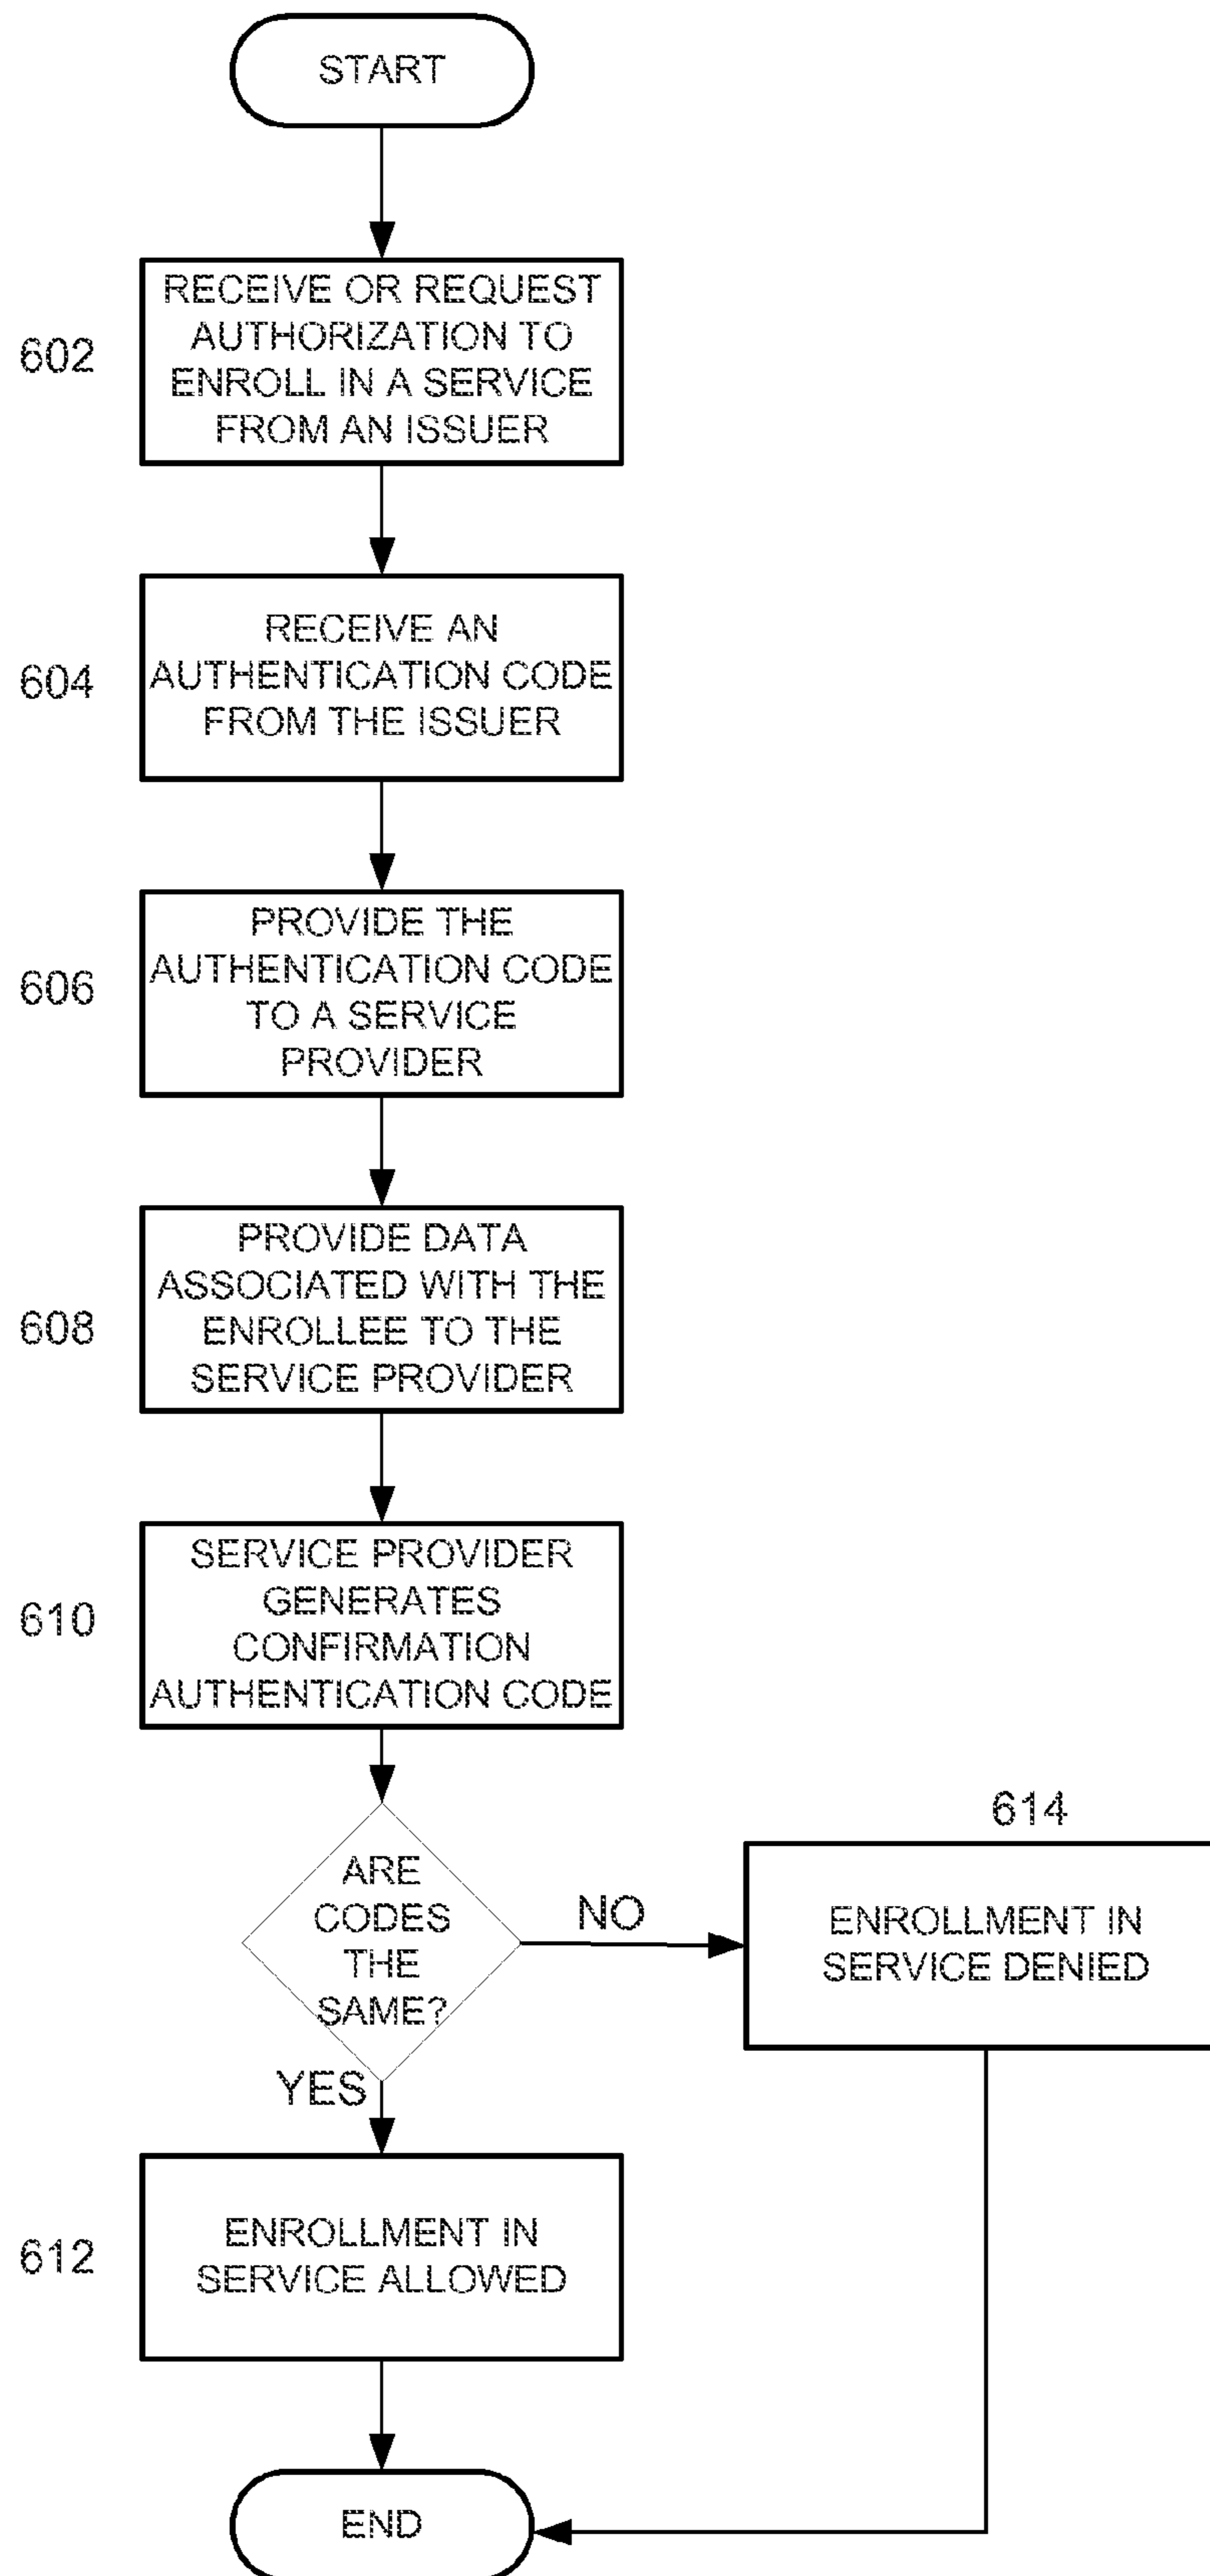 START
602
RECEIVE OR REQUEST
AUTHORIZATION TO
ENROLL IN A SERVICE
FROM AN ISSUER
604
RECEIVE AN
AUTHENTICATION CODE
FROM THE ISSUER
606
PROVIDE THE
AUTHENTICATION CODE
TO A SERVICE
PROVIDER
608
PROVIDE DATA
ASSOCIATED WITH THE
ENROLLEE TO THE
SERVICE PROVIDER
610
SERVICE PROVIDER
GENERATES
CONFIRMATION
AUTHENTICATION CODE
ARE
CODES
THE
SAME?
NO
614
ENROLLMENT IN
SERVICE DENIED
YES
612
ENROLLMENT IN
SERVICE ALLOWED
END